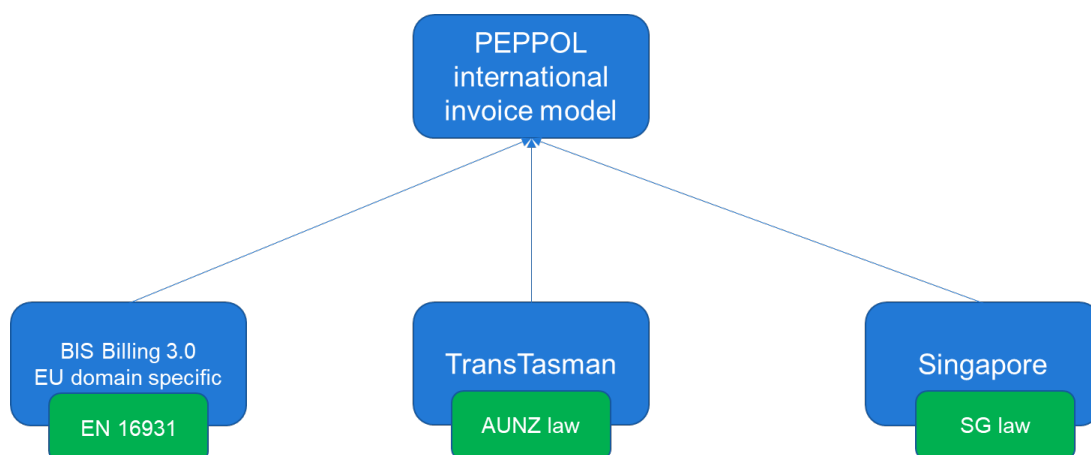 PEPPOL
international
invoice model
BIS Billing 3.0
EU domain specific
EN 16931
TransTasman
AUNZ law
Singapore
SG law